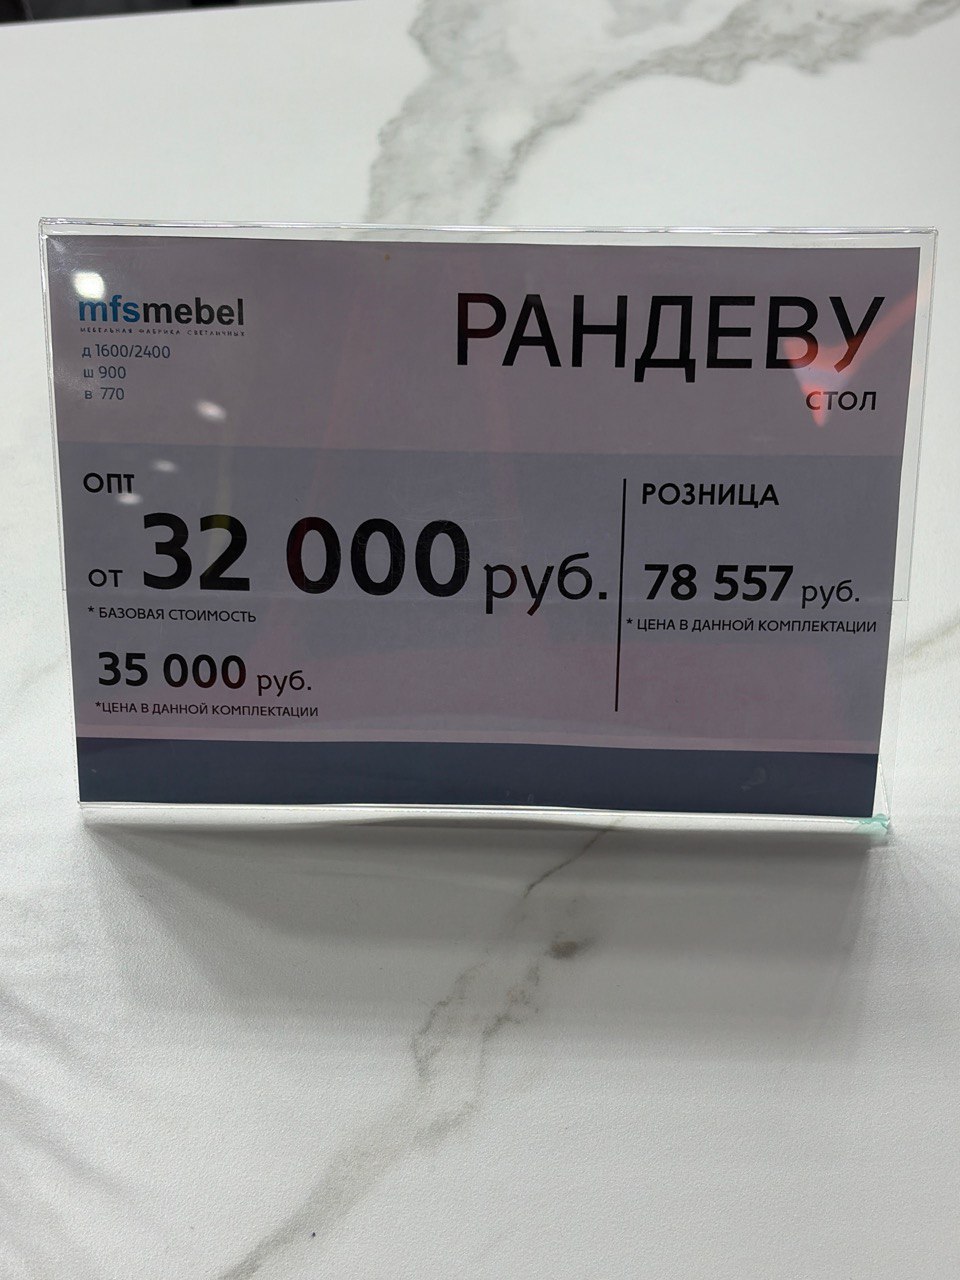 mfsmebel
МЕБЕЛЬНАЯ ФАБРИКА СВЕТЛИЧНЫХ
д 1600/2400
ш 900
в 770
РАНДЕВУ
СТОЛ
ОПТ
ОТ 32 000 руб.
* БАЗОВАЯ СТОИМОСТЬ
35 000 руб.
*ЦЕНА В ДАННОЙ КОМПЛЕКТАЦИИ
РОЗНИЦА
78 557 руб.
* ЦЕНА В ДАННОЙ КОМПЛЕКТАЦИИ